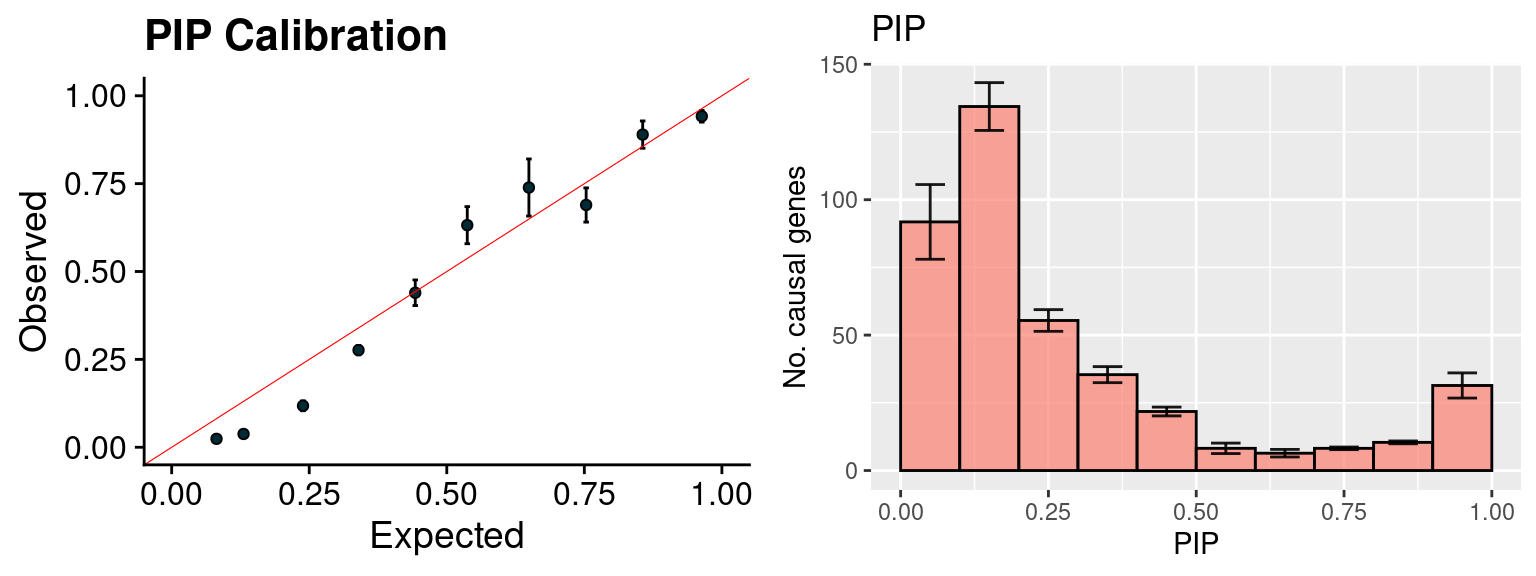 PIP Calibration
1.00
0.75
0.50
0.25
0.00
Observed
0.00 0.25 0.50 0.75 1.00
Expected
PIP
150
100
50
0
No. causal genes
0.00 0.25 0.50 0.75 1.00
PIP